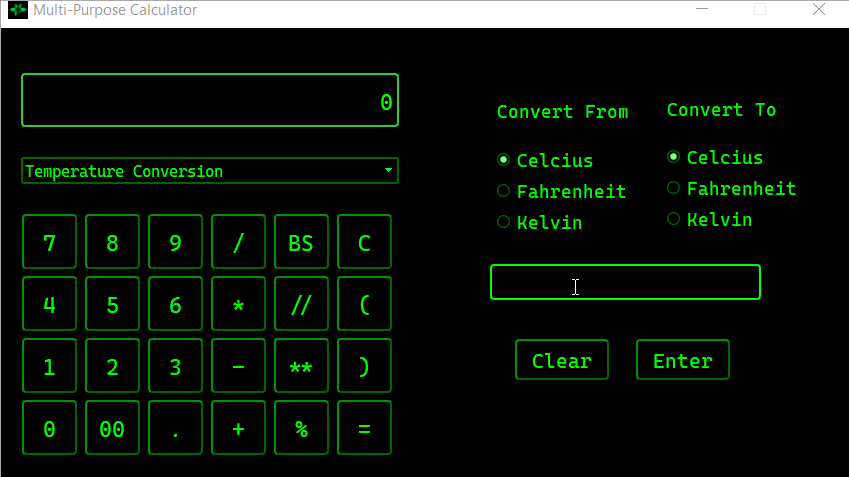 Multi-Purpose Calculator
0
Temperature Conversion
7 8 9 / BS C
4 5 6 * // (
1 2 3 - ** )
0 00 . + % =
Convert From
Celcius
Fahrenheit
Kelvin
Convert To
Celcius
Fahrenheit
Kelvin
Clear Enter